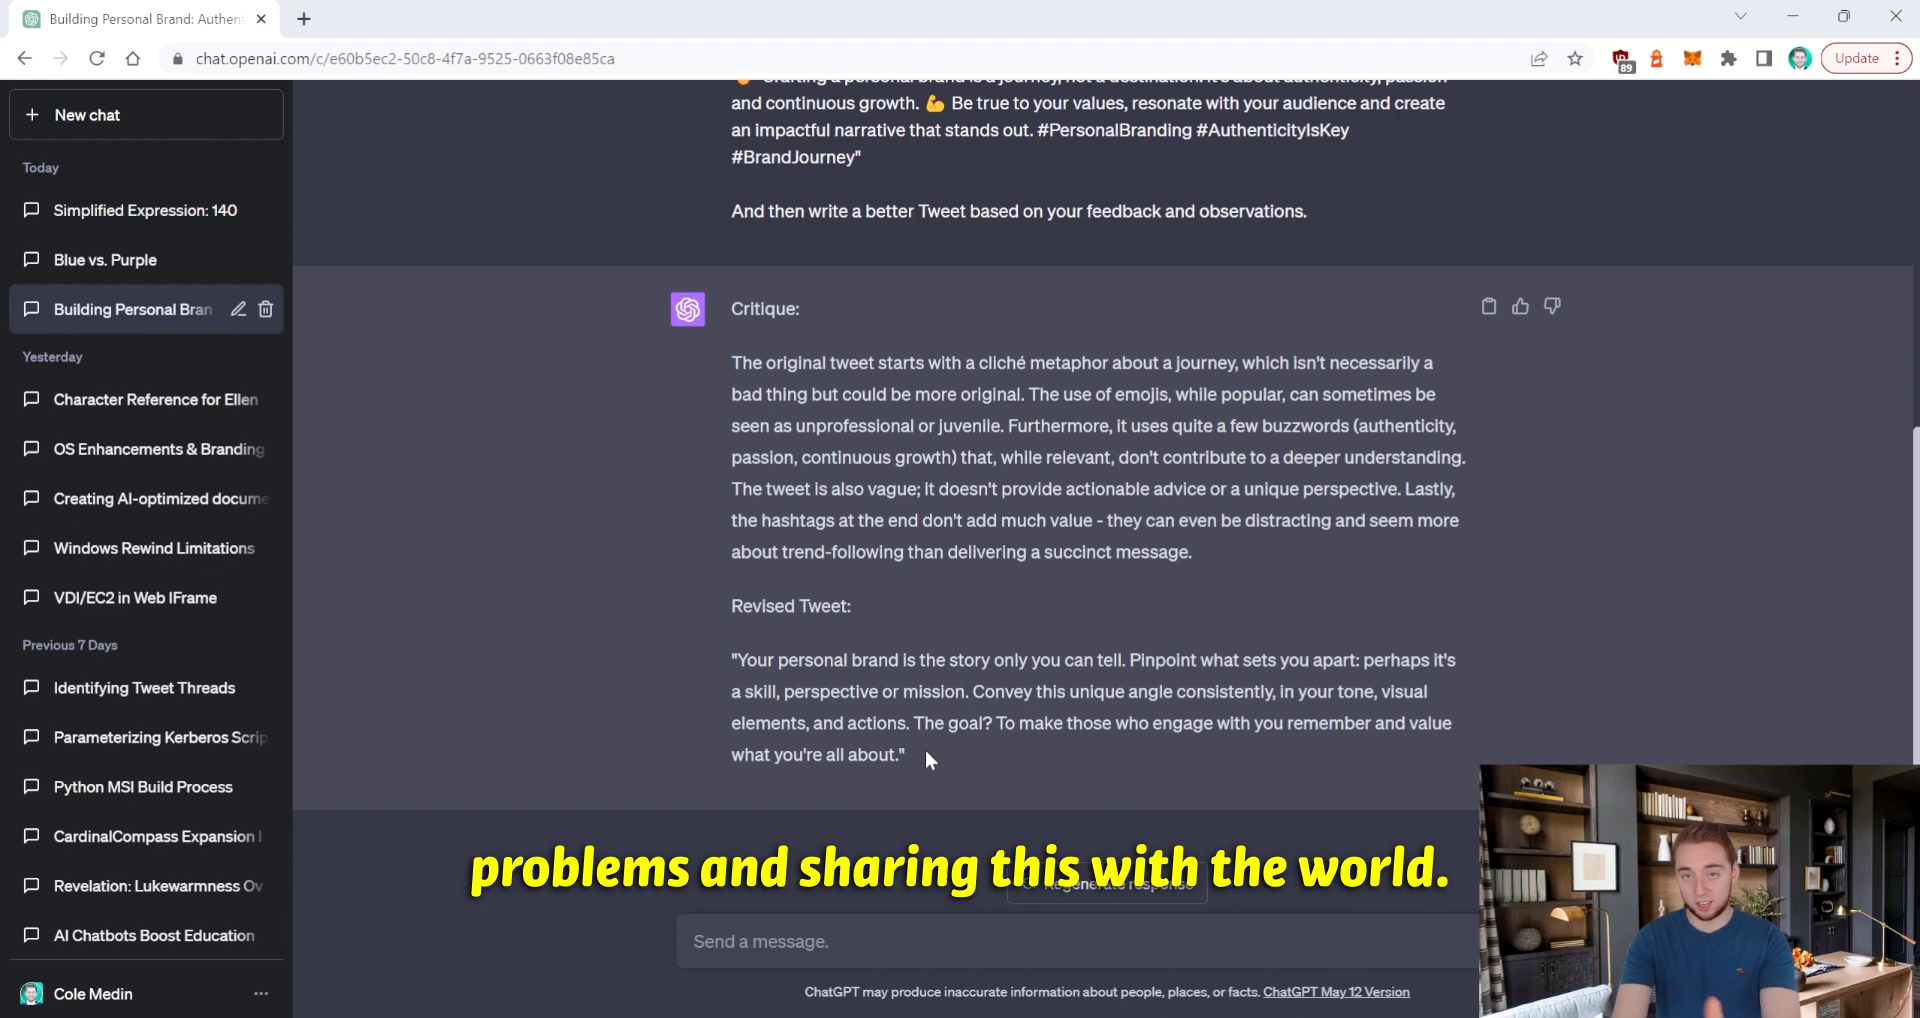 Building Personal Brand: Authen
chat.openai.com/c/e60b5ec2-50c8-4f7a-9525-0663f08e85ca
89
Update
New chat
Today
Simplified Expression: 140
Blue vs. Purple
Building Personal Bran
Yesterday
Character Reference for Ellen
OS Enhancements & Branding
Creating AI-optimized docume
Windows Rewind Limitations
VDI/EC2 in Web IFrame
Previous 7 Days
Identifying Tweet Threads
Parameterizing Kerberos Scrip
Python MSI Build Process
CardinalCompass Expansion
Revelation: Lukewarmness Ov
AI Chatbots Boost Education
Cole Medin
and continuous growth. 💪 Be true to your values, resonate with your audience and create
an impactful narrative that stands out. #PersonalBranding #AuthenticityIsKey
#BrandJourney"
And then write a better Tweet based on your feedback and observations.
Critique:
The original tweet starts with a cliché metaphor about a journey, which isn't necessarily a
bad thing but could be more original. The use of emojis, while popular, can sometimes be
seen as unprofessional or juvenile. Furthermore, it uses quite a few buzzwords (authenticity,
passion, continuous growth) that, while relevant, don't contribute to a deeper understanding.
The tweet is also vague; it doesn't provide actionable advice or a unique perspective. Lastly,
the hashtags at the end don't add much value - they can even be distracting and seem more
about trend-following than delivering a succinct message.
Revised Tweet:
"Your personal brand is the story only you can tell. Pinpoint what sets you apart: perhaps it's
a skill, perspective or mission. Convey this unique angle consistently, in your tone, visual
elements, and actions. The goal? To make those who engage with you remember and value
what you're all about."
problems and sharing this with the world.
Regenerate response
Send a message.
ChatGPT may produce inaccurate information about people, places, or facts. ChatGPT May 12 Version